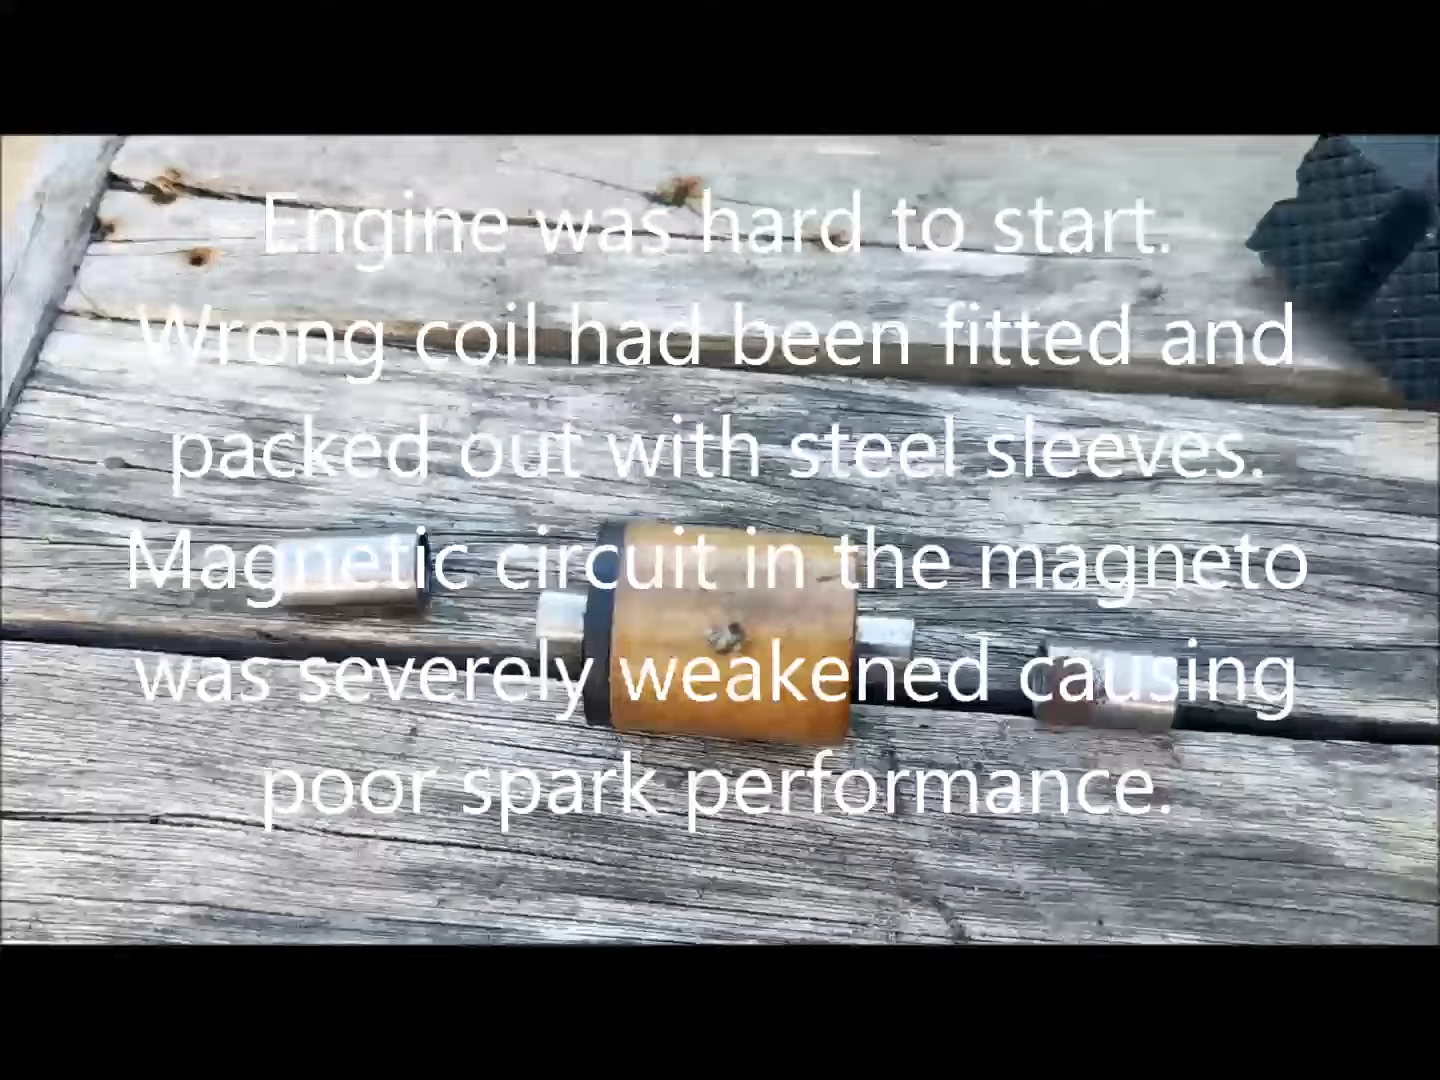 Engine was hard to start.
Wrong coil had been fitted and
packed out with steel sleeves.
Magnetic circuit in the magneto
was severely weakened causing
poor spark performance.